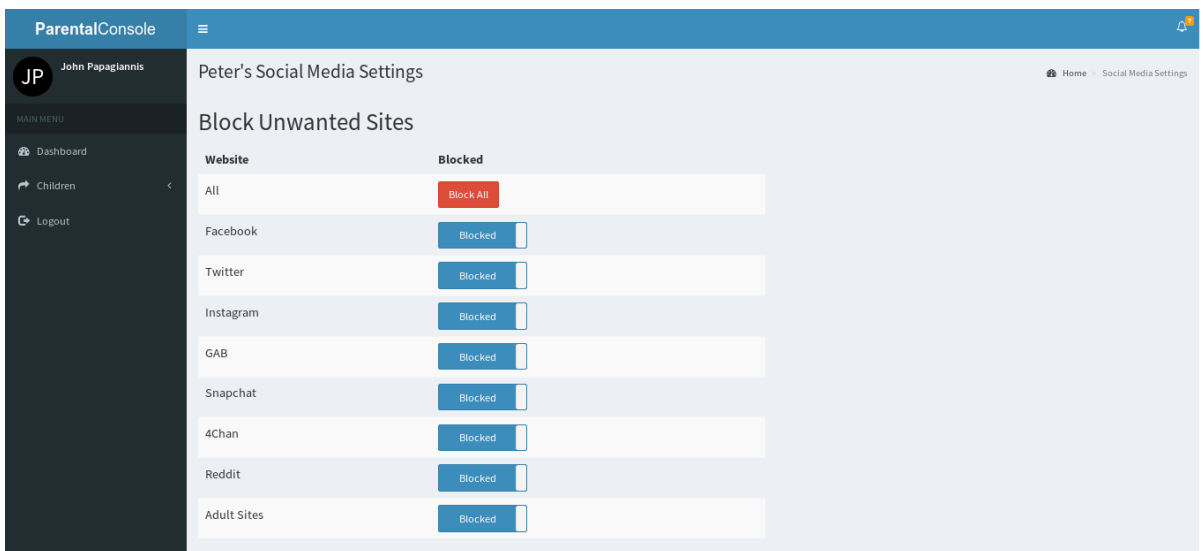 ParentalConsole
JP
John Papagiannis
MAIN MENU
Dashboard
Children
Logout
Peter's Social Media Settings
Home > Social Media Settings
Block Unwanted Sites
Website Blocked
All Block All
Facebook Blocked
Twitter Blocked
Instagram Blocked
GAB Blocked
Snapchat Blocked
4Chan Blocked
Reddit Blocked
Adult Sites Blocked